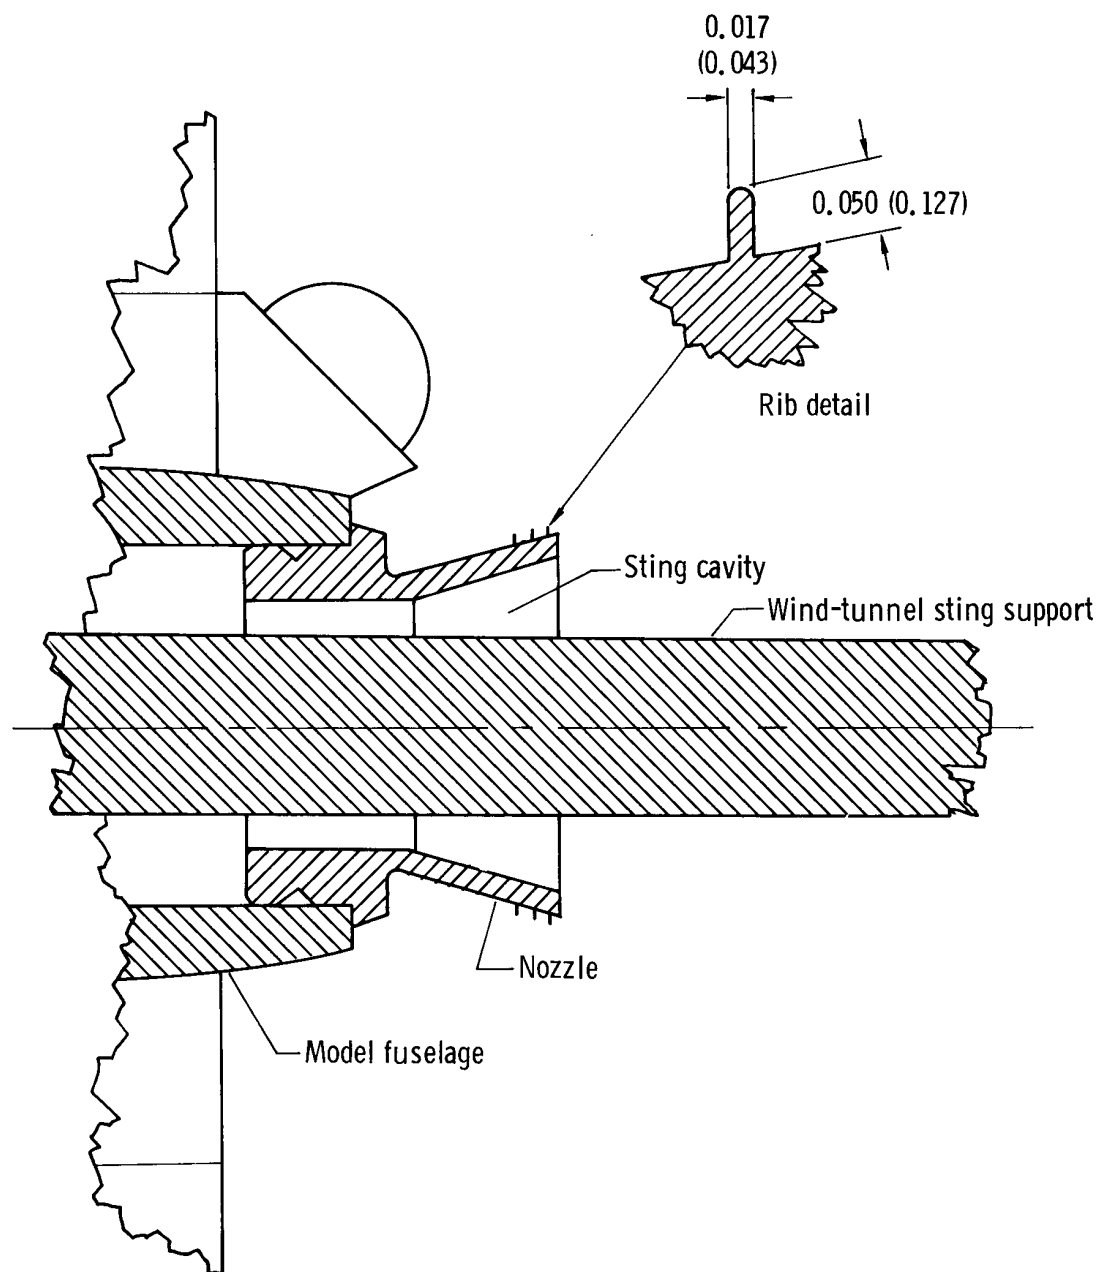 0.017
(0.043)
0.050 (0.127)
Rib detail
Sting cavity
Wind-tunnel sting support
Nozzle
Model fuselage